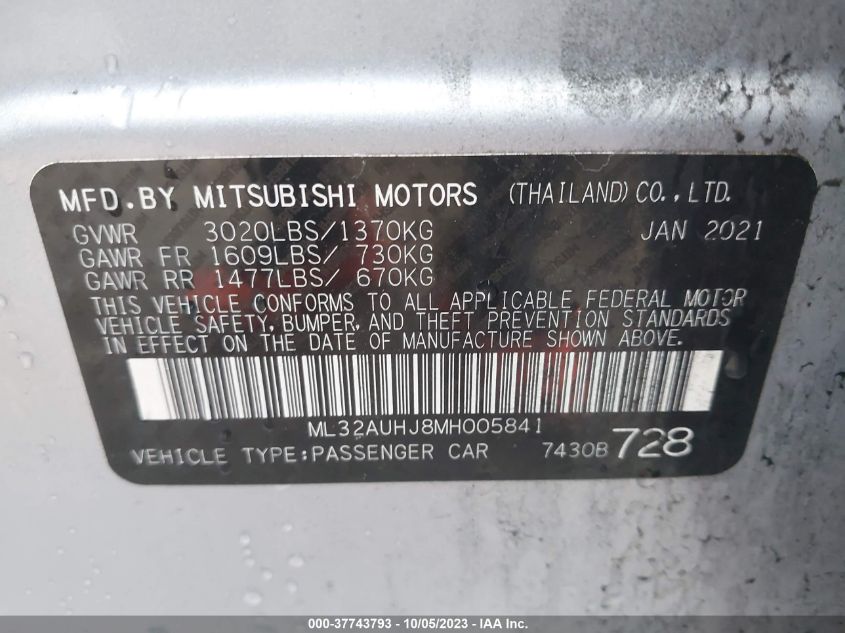 MFD.BY MITSUBISHI MOTORS (THAILAND) CO.,LTD.
GVWR 3020LBS/1370KG JAN 2021
GAWR FR 1609LBS/ 730KG
GAWR RR 1477LBS/ 670KG
THIS VEHICLE CONFORMS TO ALL APPLICABLE FEDERAL MOTOR
VEHICLE SAFETY, BUMPER, AND THEFT PREVENTION STANDARDS
IN EFFECT ON THE DATE OF MANUFACTURE SHOWN ABOVE.
ML32AUHJ8MH005841
VEHICLE TYPE:PASSENGER CAR 7430B 728
000-37743793 - 10/05/2023 - IAA Inc.